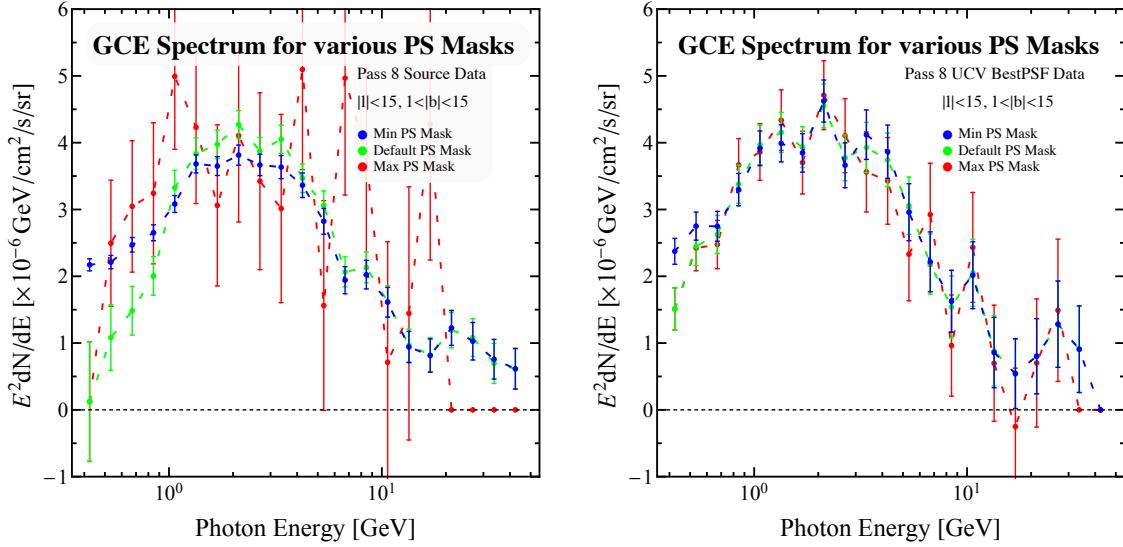 GCE Spectrum for various PS Masks
Pass 8 Source Data
|l|<15, 1<|b|<15
Min PS Mask
Default PS Mask
Max PS Mask
E²dN/dE [×10⁻⁶ GeV/cm²/s/sr]
6
5
4
3
2
1
0
−1
10⁰
10¹
Photon Energy [GeV]
GCE Spectrum for various PS Masks
Pass 8 UCV BestPSF Data
|l|<15, 1<|b|<15
Min PS Mask
Default PS Mask
Max PS Mask
E²dN/dE [×10⁻⁶ GeV/cm²/s/sr]
6
5
4
3
2
1
0
−1
10⁰
10¹
Photon Energy [GeV]